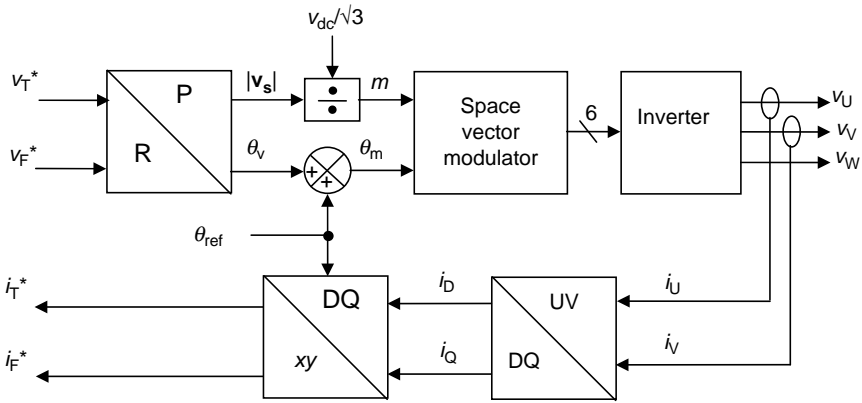 v_dc/√3
v_T* |v_s| m v_U
P ÷ Space vector modulator 6 Inverter
v_F* R θ_v + + θ_m v_V
v_W
θ_ref
i_T* DQ i_D UV i_U
i_F* xy i_Q DQ i_V